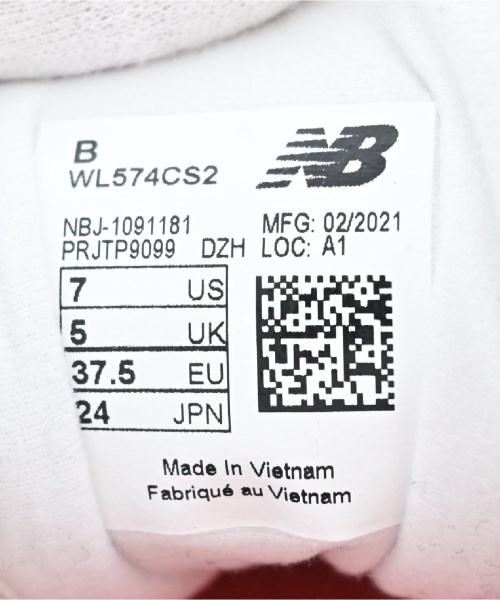 B
WL574CS2
NB
NBJ-1091181
MFG: 02/2021
PRJTP9099 DZH LOC: A1
7 US
5 UK
37.5 EU
24 JPN
Made In Vietnam
Fabriqué au Vietnam